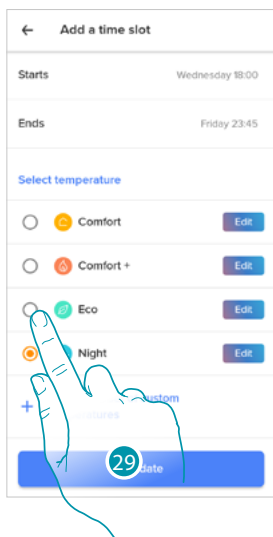 ← Add a time slot
Starts Wednesday 18:00
Ends Friday 23:45
Select temperature
Comfort Edit
Comfort + Edit
Eco Edit
Night Edit
+
29